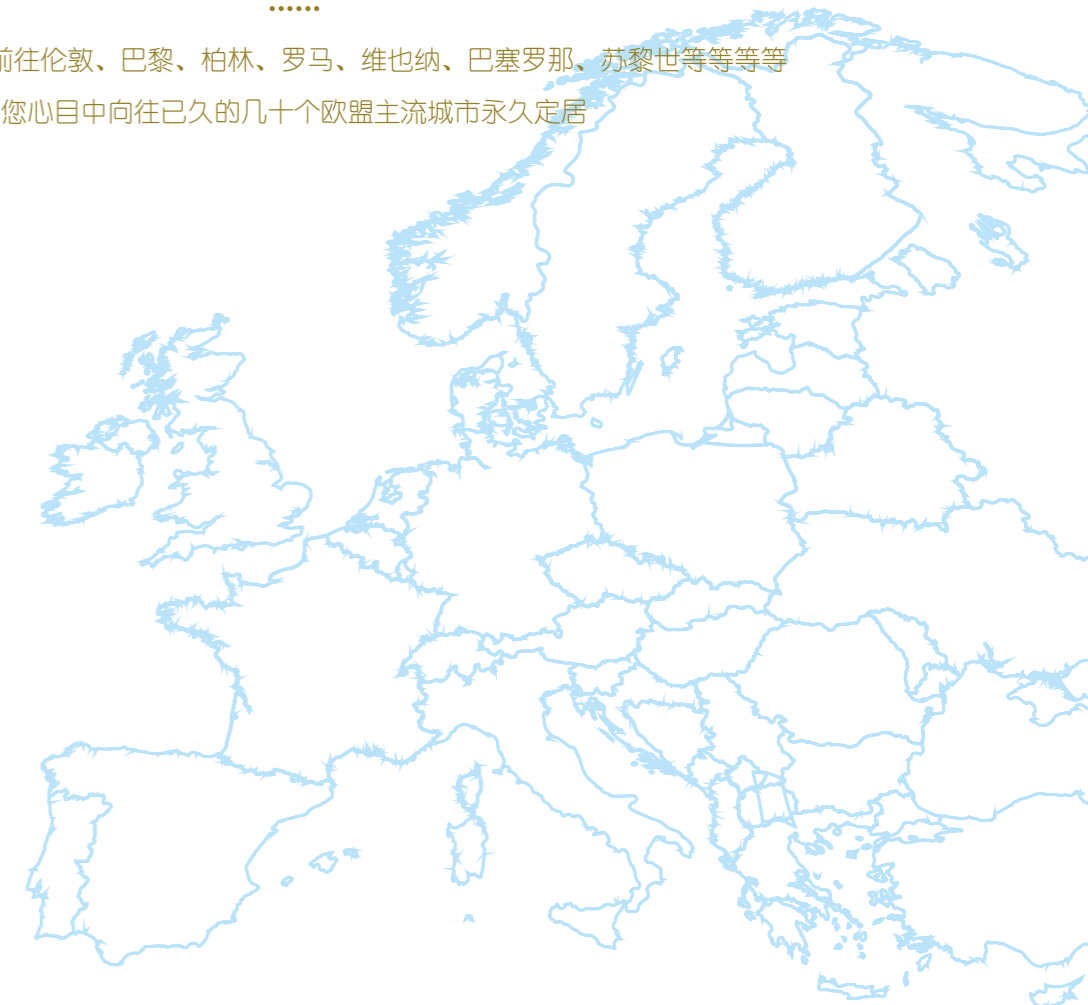 ······
前往伦敦、巴黎、柏林、罗马、维也纳、巴塞罗那、苏黎世等等等等
您心目中向往已久的几十个欧盟主流城市永久定居